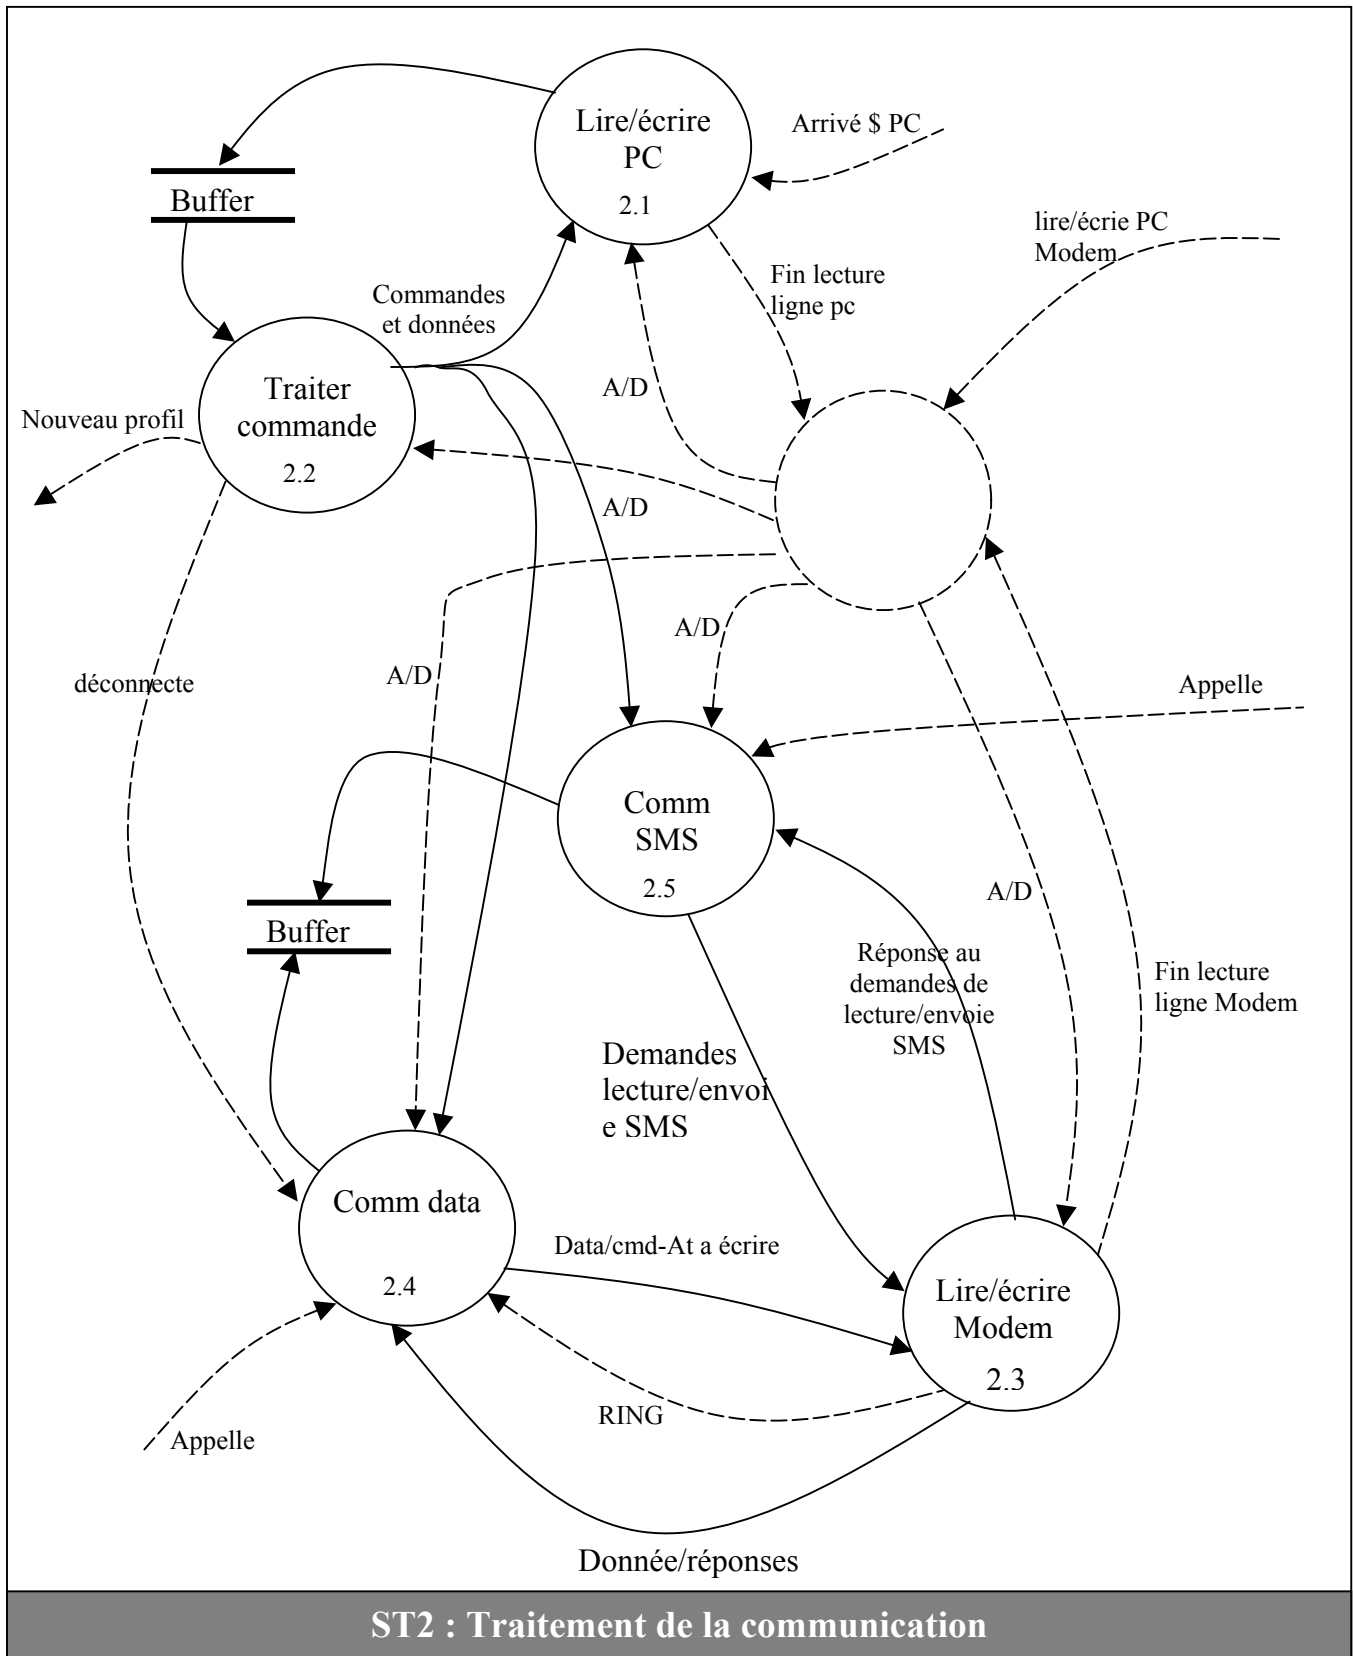 Lire/écrire
PC
2.1
Arrivé $ PC
Buffer
lire/écrie PC
Modem
Fin lecture
ligne pc
Commandes
et données
A/D
Traiter
commande
2.2
Nouveau profil
A/D
A/D
déconnecte
A/D
Appelle
Comm
SMS
2.5
A/D
Buffer
Réponse au
demandes de
lecture/envoie
SMS
Fin lecture
ligne Modem
Demandes
lecture/envoi
e SMS
Comm data
2.4
Data/cmd-At a écrire
Lire/écrire
Modem
2.3
RING
Appelle
Donnée/réponses
ST2 : Traitement de la communication